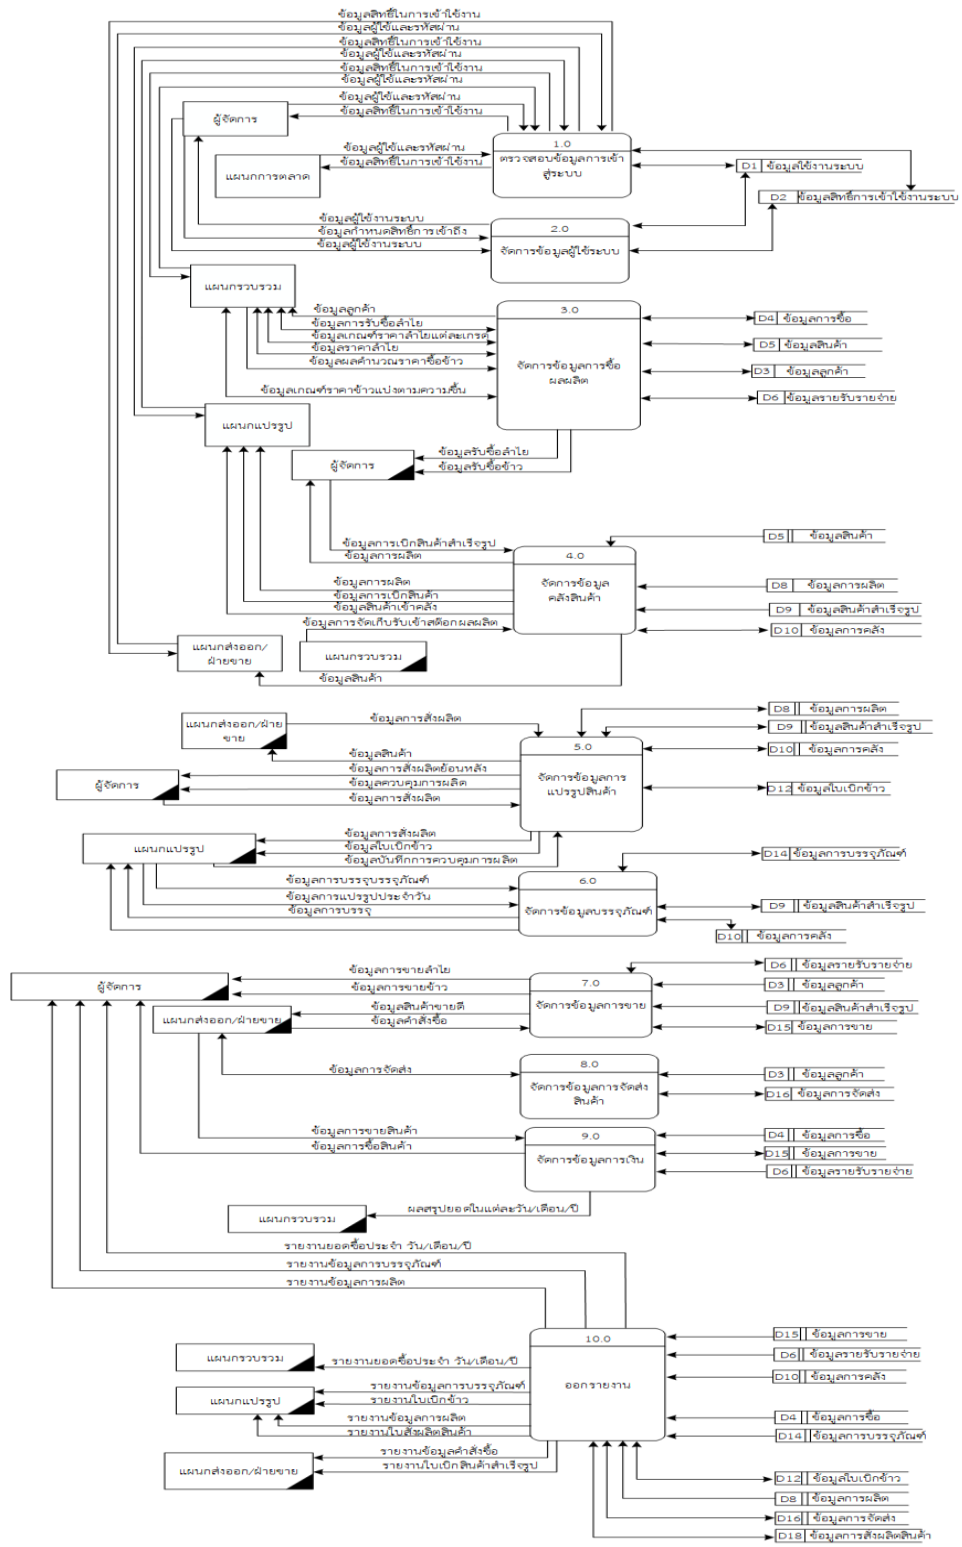 ข้อมูลสิทธิ์ในการเข้าใช้งาน
ข้อมูลผู้ใช้และรหัสผ่าน
ข้อมูลสิทธิ์ในการเข้าใช้งาน
ข้อมูลผู้ใช้และรหัสผ่าน
ข้อมูลสิทธิ์ในการเข้าใช้งาน
ข้อมูลผู้ใช้และรหัสผ่าน
ข้อมูลผู้ใช้และรหัสผ่าน
ข้อมูลสิทธิ์ในการเข้าใช้งาน
ผู้จัดการ
ข้อมูลผู้ใช้และรหัสผ่าน
ข้อมูลสิทธิ์ในการเข้าใช้งาน
แผนกการตลาด
1.0
ตรวจสอบข้อมูลการเข้า
สู่ระบบ
D1 ข้อมูลใช้งานระบบ
D2 ข้อมูลสิทธิ์การเข้าใช้งานระบบ
ข้อมูลผู้ใช้งานระบบ
ข้อมูลกำหนดสิทธิ์การเข้าถึง
ข้อมูลผู้ใช้งานระบบ
2.0
จัดการข้อมูลผู้ใช้ระบบ
แผนกรวบรวม
ข้อมูลลูกค้า
ข้อมูลการรับซื้อลำไย
ข้อมูลเกณฑ์ราคาลำไยแต่ละเกรด
ข้อมูลราคาลำไย
ข้อมูลผลคำนวณราคาซื้อข้าว
ข้อมูลเกณฑ์ราคาข้าวแบ่งตามความชื้น
3.0
จัดการข้อมูลการซื้อ
ผลผลิต
D4 ข้อมูลการซื้อ
D5 ข้อมูลสินค้า
D3 ข้อมูลลูกค้า
D6 ข้อมูลรายรับรายจ่าย
แผนกแปรรูป
ผู้จัดการ
ข้อมูลรับซื้อลำไย
ข้อมูลรับซื้อข้าว
ข้อมูลการเบิกสินค้าสำเร็จรูป
ข้อมูลการผลิต
ข้อมูลการผลิต
ข้อมูลการเบิกสินค้า
ข้อมูลสินค้าเข้าคลัง
ข้อมูลการจัดเก็บรับเข้าสต๊อกผลผลิต
4.0
จัดการข้อมูล
คลังสินค้า
D5 ข้อมูลสินค้า
D8 ข้อมูลการผลิต
D9 ข้อมูลสินค้าสำเร็จรูป
D10 ข้อมูลการคลัง
แผนกส่งออก/
ฝ่ายขาย
แผนกรวบรวม
ข้อมูลสินค้า
แผนกส่งออก/ฝ่าย
ขาย
ข้อมูลการสั่งผลิต
ข้อมูลสินค้า
ข้อมูลการสั่งผลิตย้อนหลัง
ข้อมูลควบคุมการผลิต
ข้อมูลการสั่งผลิต
ผู้จัดการ
5.0
จัดการข้อมูลการ
แปรรูปสินค้า
D8 ข้อมูลการผลิต
D9 ข้อมูลสินค้าสำเร็จรูป
D10 ข้อมูลการคลัง
D12 ข้อมูลใบเบิกข้าว
แผนกแปรรูป
ข้อมูลการสั่งผลิต
ข้อมูลใบเบิกข้าว
ข้อมูลบันทึกการควบคุมการผลิต
ข้อมูลการบรรจุบรรจุภัณฑ์
ข้อมูลการแปรรูปประจำวัน
ข้อมูลการบรรจุ
6.0
จัดการข้อมูลบรรจุภัณฑ์
D14 ข้อมูลการบรรจุภัณฑ์
D9 ข้อมูลสินค้าสำเร็จรูป
D10 ข้อมูลการคลัง
ผู้จัดการ
ข้อมูลการขายลำไย
ข้อมูลการขายข้าว
แผนกส่งออก/ฝ่ายขาย
ข้อมูลสินค้าขายดี
ข้อมูลคำสั่งซื้อ
7.0
จัดการข้อมูลการขาย
D6 ข้อมูลรายรับรายจ่าย
D3 ข้อมูลลูกค้า
D9 ข้อมูลสินค้าสำเร็จรูป
D15 ข้อมูลการขาย
ข้อมูลการจัดส่ง
8.0
จัดการข้อมูลการจัดส่ง
สินค้า
D3 ข้อมูลลูกค้า
D16 ข้อมูลการจัดส่ง
ข้อมูลการขายสินค้า
ข้อมูลการซื้อสินค้า
9.0
จัดการข้อมูลการเงิน
D4 ข้อมูลการซื้อ
D15 ข้อมูลการขาย
D6 ข้อมูลรายรับรายจ่าย
แผนกรวบรวม
ผลสรุปยอดในแต่ละวัน/เดือน/ปี
รายงานยอดซื้อประจำ วัน/เดือน/ปี
รายงานข้อมูลการบรรจุภัณฑ์
รายงานข้อมูลการผลิต
10.0
ออกรายงาน
D15 ข้อมูลการขาย
D6 ข้อมูลรายรับรายจ่าย
D10 ข้อมูลการคลัง
D4 ข้อมูลการซื้อ
D14 ข้อมูลการบรรจุภัณฑ์
แผนกรวบรวม
รายงานยอดซื้อประจำ วัน/เดือน/ปี
แผนกแปรรูป
รายงานข้อมูลการบรรจุภัณฑ์
รายงานใบเบิกข้าว
รายงานข้อมูลการผลิต
รายงานใบสั่งผลิตสินค้า
แผนกส่งออก/ฝ่ายขาย
รายงานข้อมูลคำสั่งซื้อ
รายงานใบเบิกสินค้าสำเร็จรูป
D12 ข้อมูลใบเบิกข้าว
D8 ข้อมูลการผลิต
D16 ข้อมูลการจัดส่ง
D18 ข้อมูลการสั่งผลิตสินค้า